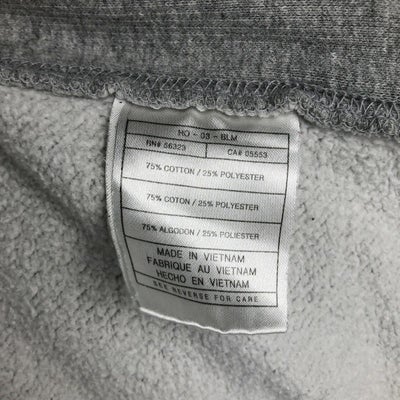 HO - 03 - BLM
RN# 56323 CA# 05553
75% COTTON / 25% POLYESTER
75% COTON / 25% POLYESTER
75% ALGODON / 25% POLIESTER
MADE IN VIETNAM
FABRIQUE AU VIETNAM
HECHO EN VIETNAM
SEE REVERSE FOR CARE